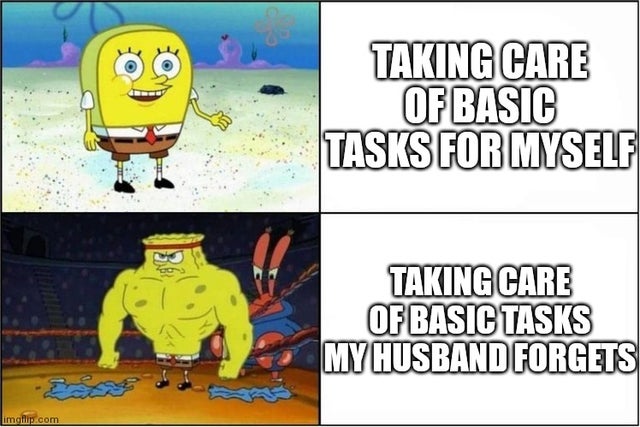 TAKING CARE
OF BASIC
TASKS FOR MYSELF
TAKING CARE
OF BASIC TASKS
MY HUSBAND FORGETS
imgflip.com